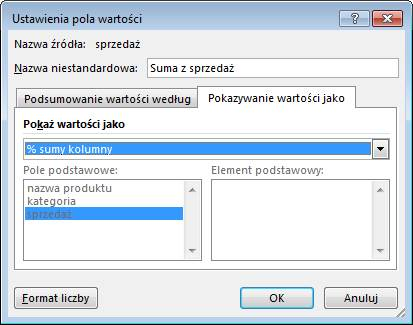 Ustawienia pola wartości
?
Nazwa źródła: sprzedaż
Nazwa niestandardowa: Suma z sprzedaż
Podsumowanie wartości według Pokazywanie wartości jako
Pokaż wartości jako
% sumy kolumny
Pole podstawowe: Element podstawowy:
nazwa produktu
kategoria
sprzedaż
Format liczby OK Anuluj